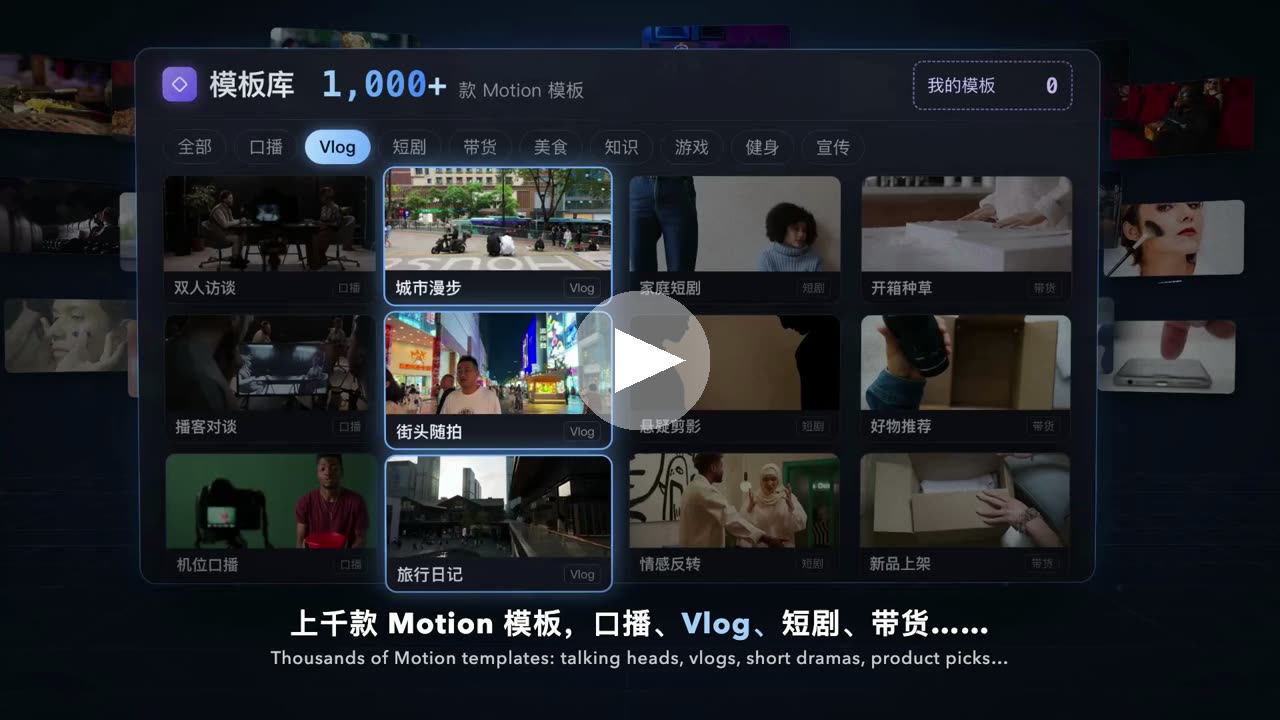 模板库 1,000+ 款 Motion 模板 我的模板 0
全部 口播 Vlog 短剧 带货 美食 知识 游戏 健身 宣传
双人访谈 口播 城市漫步 Vlog 家庭短剧 短剧 开箱种草 带货
播客对谈 口播 街头随拍 Vlog 悬疑剪影 短剧 好物推荐 带货
机位口播 口播 旅行日记 Vlog 情感反转 短剧 新品上架 带货
上千款 Motion 模板，口播、Vlog、短剧、带货……
Thousands of Motion templates: talking heads, vlogs, short dramas, product picks...